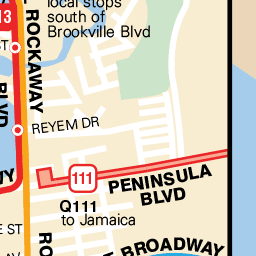 local stops
south of
Brookville Blvd
13
ROCKAWAY
ST
BLVD
REYEM DR
111
PENINSULA
BLVD
Q111
to Jamaica
E ST
BROADWAY